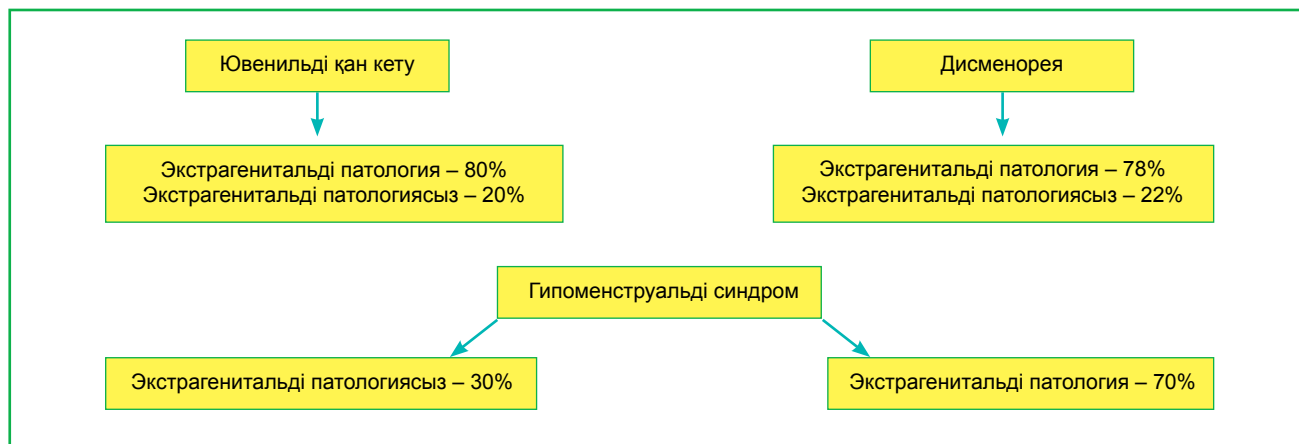 Ювенильді қан кету
Дисменорея
Экстрагенитальді патология – 80%
Экстрагенитальді патологиясыз – 20%
Экстрагенитальді патология – 78%
Экстрагенитальді патологиясыз – 22%
Гипоменструальді синдром
Экстрагенитальді патологиясыз – 30%
Экстрагенитальді патология – 70%